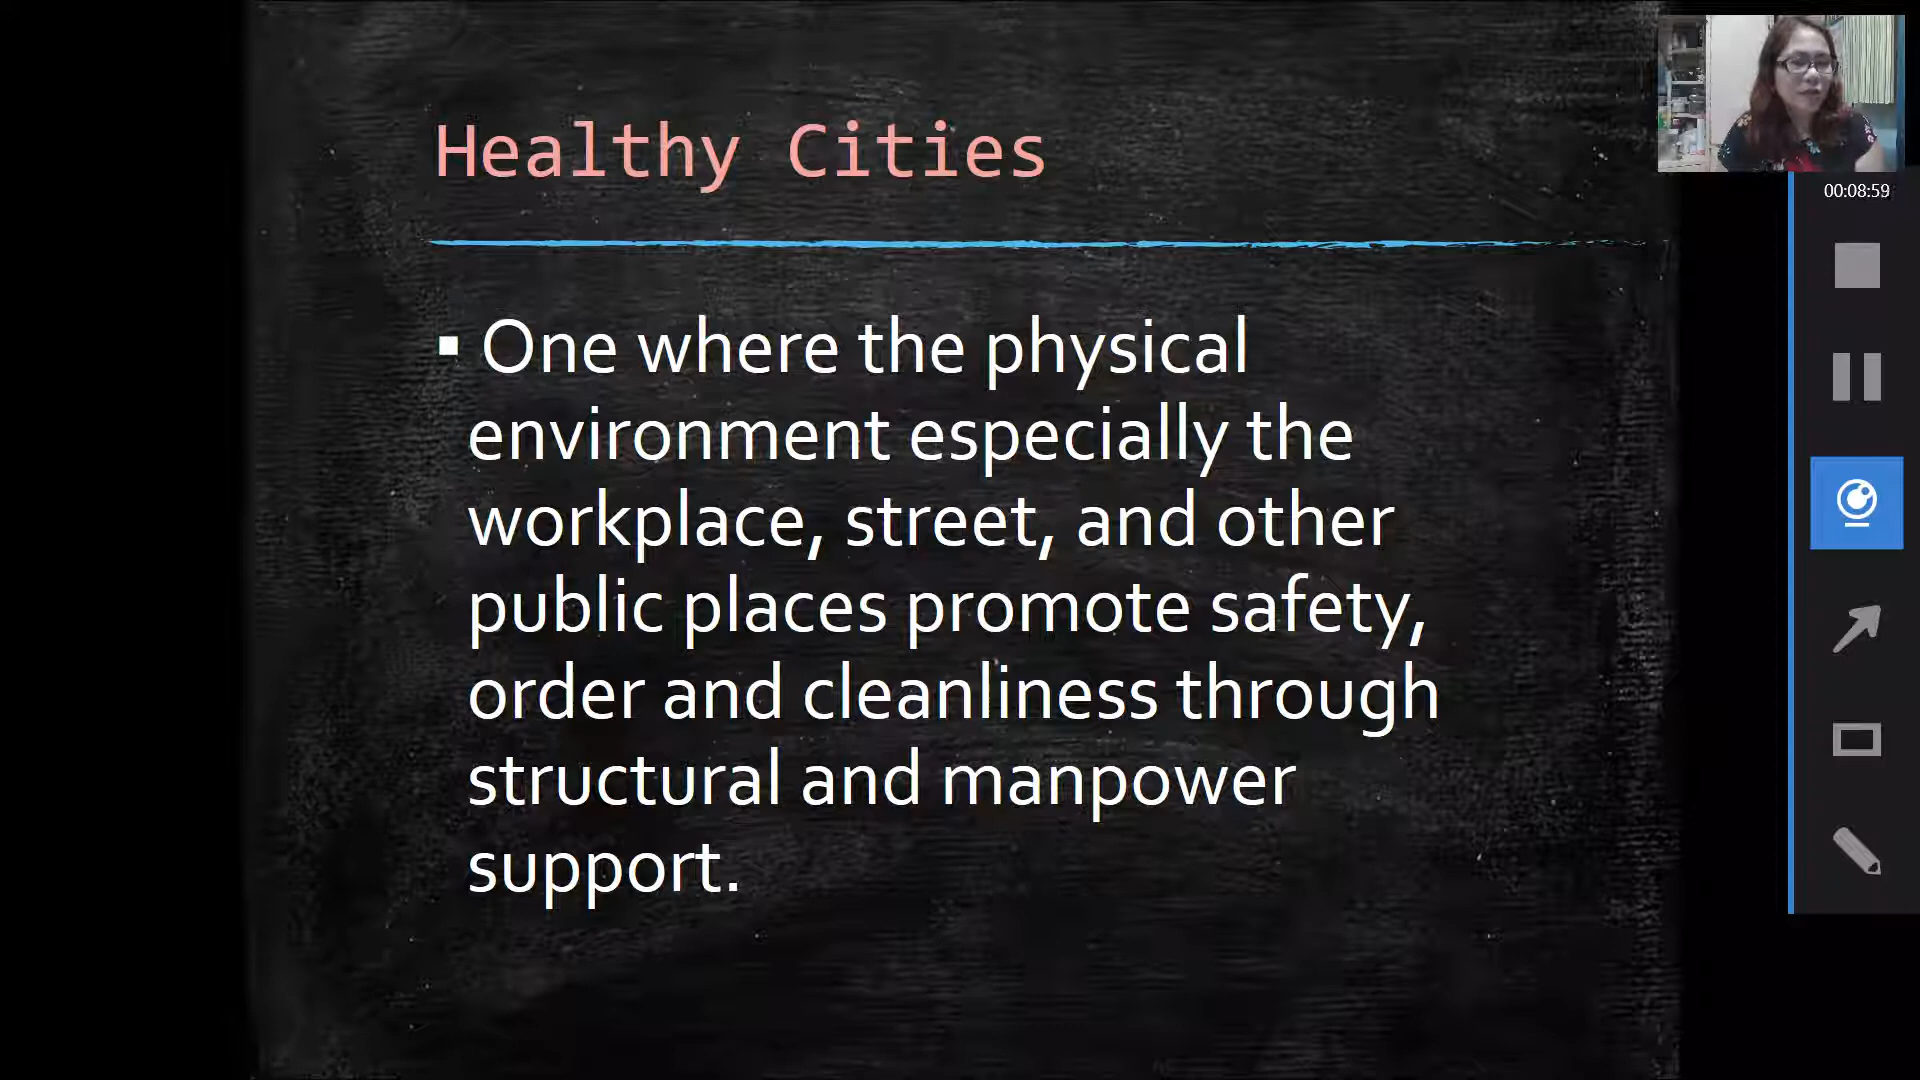 Healthy Cities
00:08:59
▪ One where the physical
environment especially the
workplace, street, and other
public places promote safety,
order and cleanliness through
structural and manpower
support.